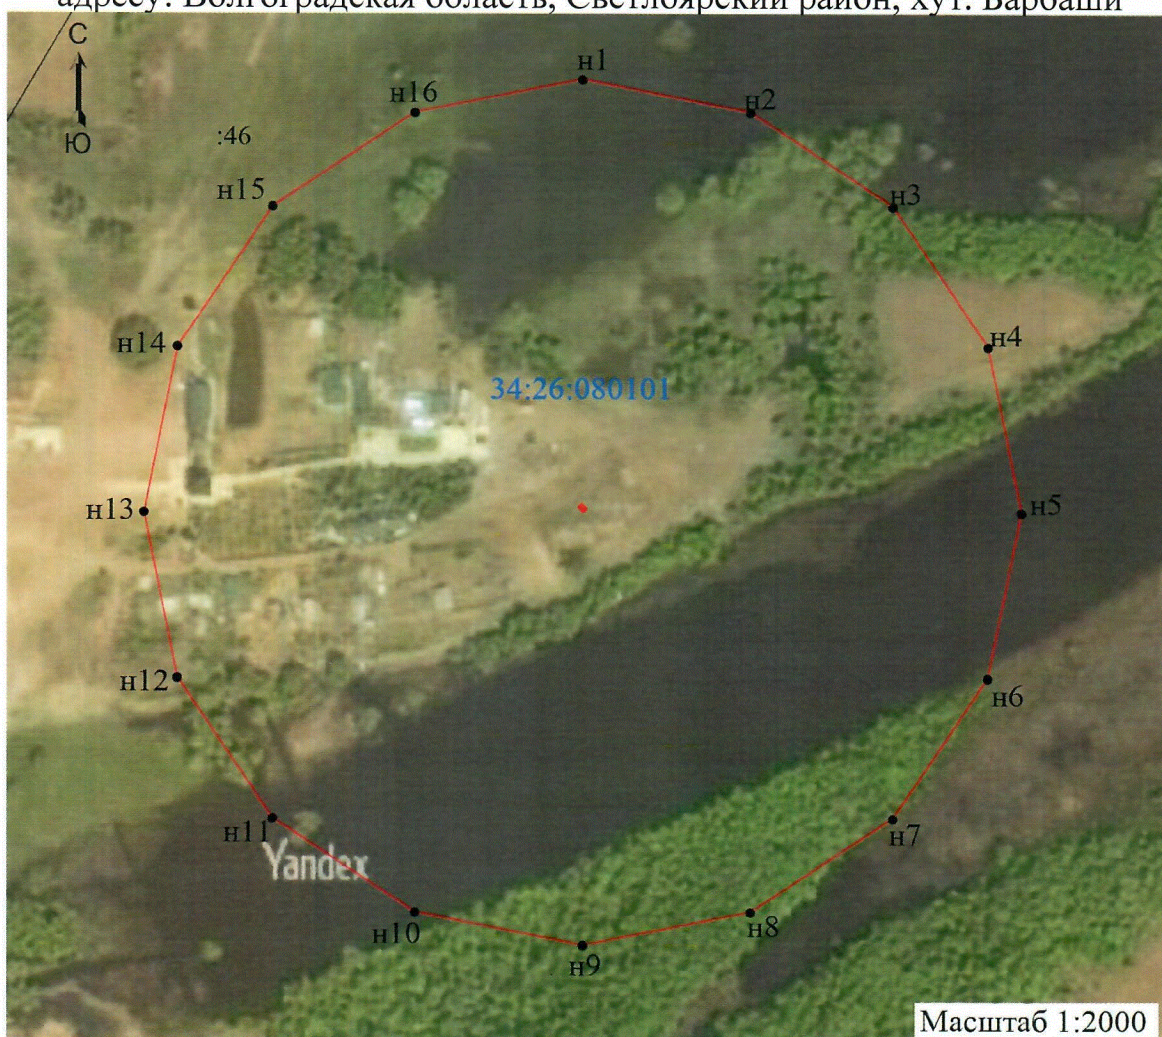 адресу: Волгоградская область, Светлоярский район, хут. Барбаши
С
Ю
:46
н1
н2
н16
н15
н3
н14
н4
34:26:080101
н13
н5
н12
н6
н11
н7
Yandex
н10
н8
н9
Масштаб 1:2000